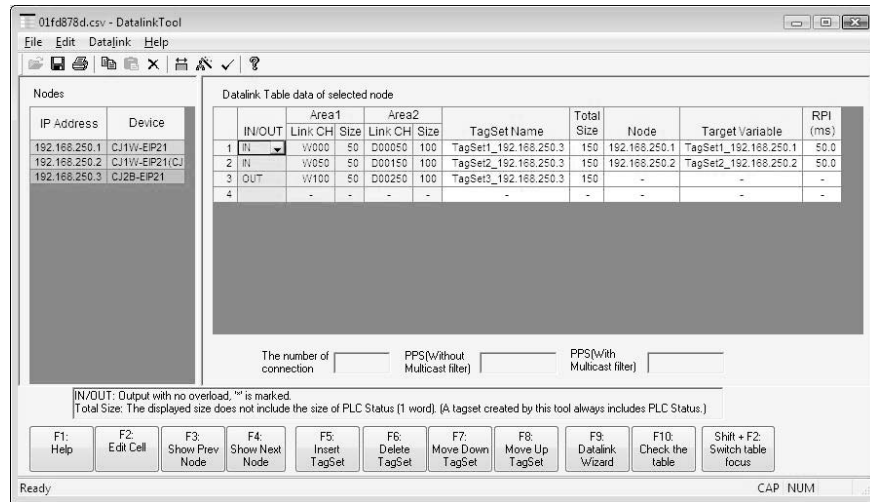 01fd878d.csv - DatalinkTool
File Edit Datalink Help
Nodes
IP Address Device
192.168.250.1 CJ1W-EIP21
192.168.250.2 CJ1W-EIP21(CJ
192.168.250.3 CJ2B-EIP21
Datalink Table data of selected node
Area1 Area2 Total RPI
IN/OUT Link CH Size Link CH Size TagSet Name Size Node Target Variable (ms)
1 IN W000 50 D00050 100 TagSet1_192.168.250.3 150 192.168.250.1 TagSet1_192.168.250.1 50.0
2 IN W050 50 D00150 100 TagSet2_192.168.250.3 150 192.168.250.2 TagSet2_192.168.250.2 50.0
3 OUT W100 50 D00250 100 TagSet3_192.168.250.3 150 - - -
4 - - - - - - - - -
The number of connection
PPS(Without Multicast filter)
PPS(With Multicast filter)
IN/OUT: Output with no overload, '*' is marked.
Total Size: The displayed size does not include the size of PLC Status (1 word). (A tagset created by this tool always includes PLC Status.)
F1: Help
F2: Edit Cell
F3: Show Prev Node
F4: Show Next Node
F5: Insert TagSet
F6: Delete TagSet
F7: Move Down TagSet
F8: Move Up TagSet
F9: Datalink Wizard
F10: Check the table
Shift + F2: Switch table focus
Ready CAP NUM